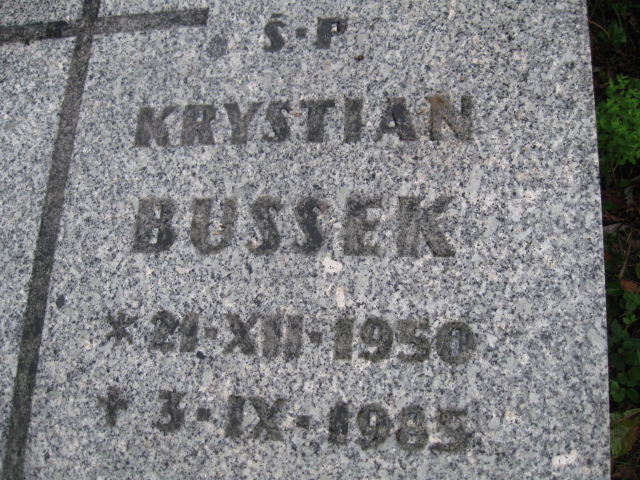 Ś·P
KRYSTIAN
BUSSEK
* 21·XII·1950
† 3·IX·1985